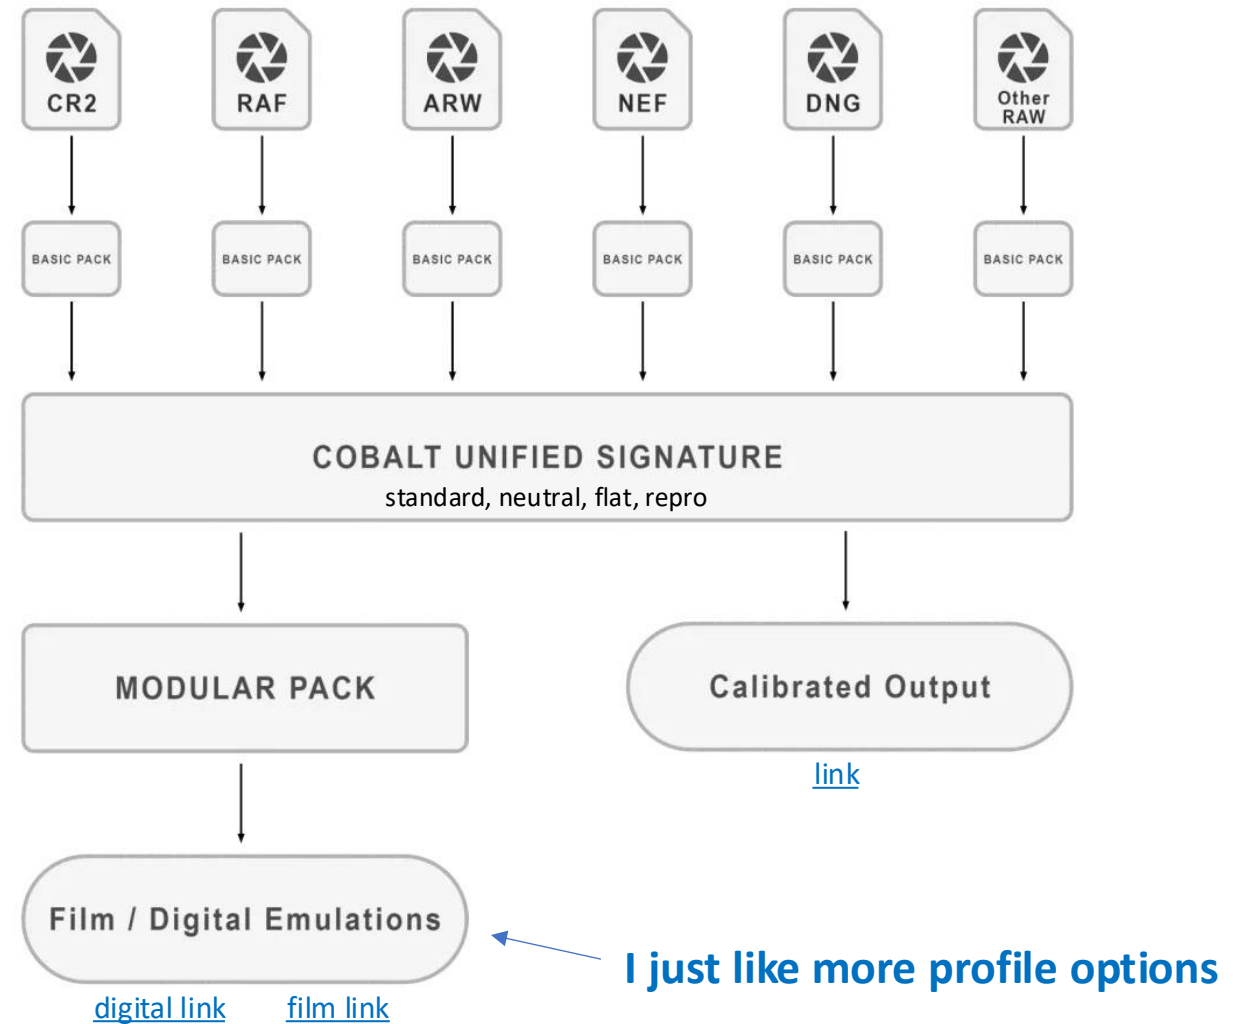 CR2
RAF
ARW
NEF
DNG
Other
RAW
BASIC PACK
BASIC PACK
BASIC PACK
BASIC PACK
BASIC PACK
BASIC PACK
COBALT UNIFIED SIGNATURE
standard, neutral, flat, repro
MODULAR PACK
Calibrated Output
link
Film / Digital Emulations
I just like more profile options
digital link
film link